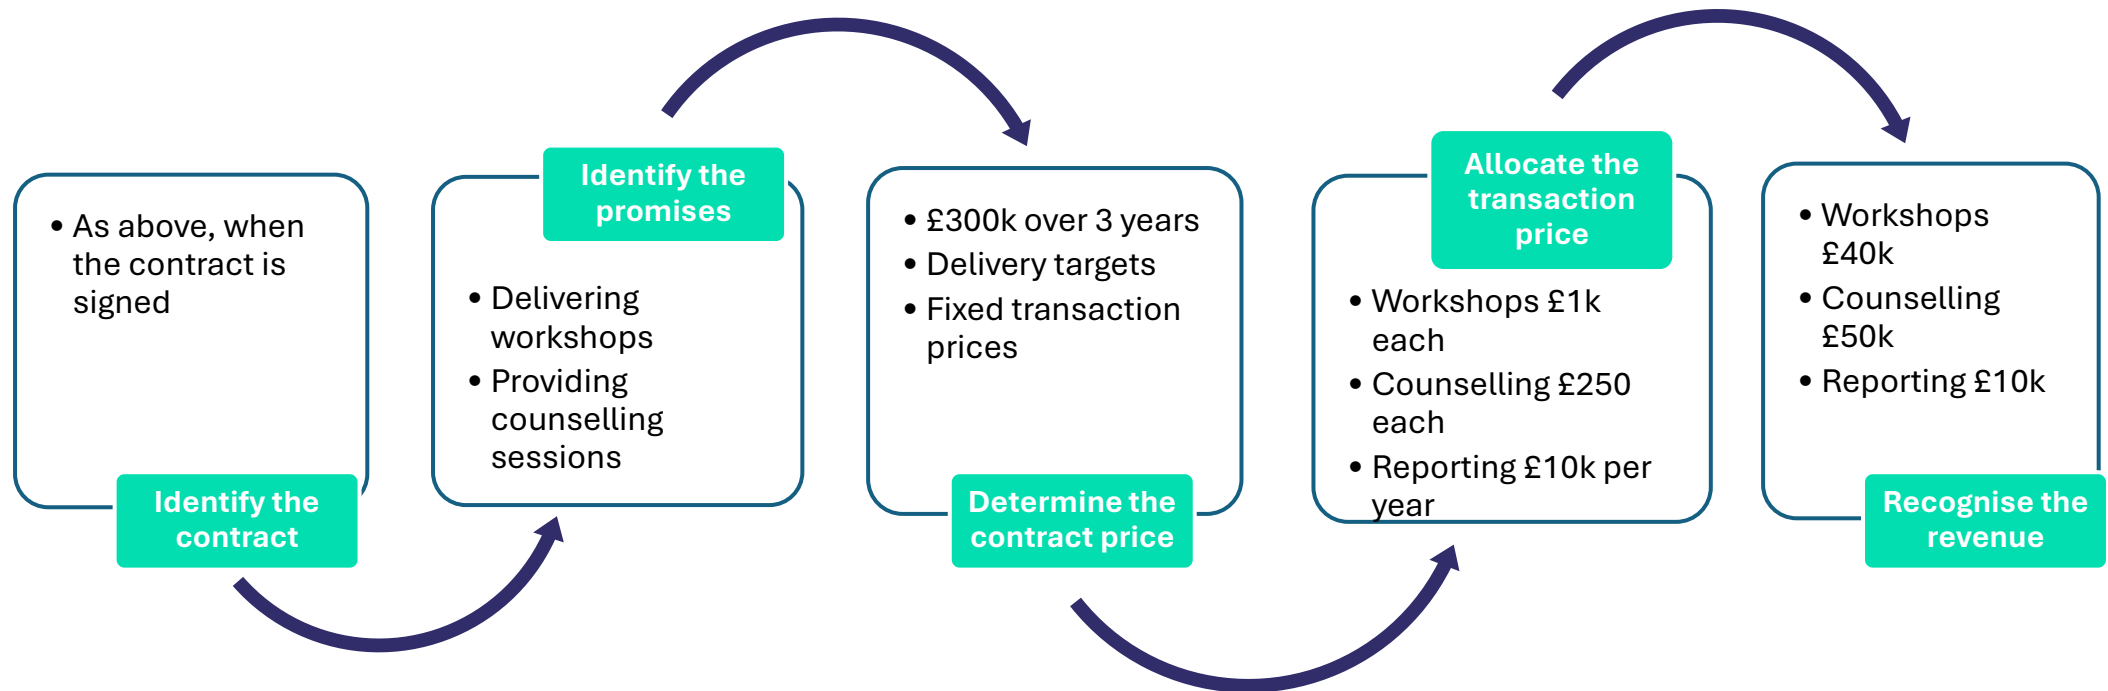 • As above, when
the contract is
signed
Identify the
contract
Identify the
promises
• Delivering
workshops
• Providing
counselling
sessions
• £300k over 3 years
• Delivery targets
• Fixed transaction
prices
Determine the
contract price
Allocate the
transaction
price
• Workshops £1k
each
• Counselling £250
each
• Reporting £10k per
year
• Workshops
£40k
• Counselling
£50k
• Reporting £10k
Recognise the
revenue